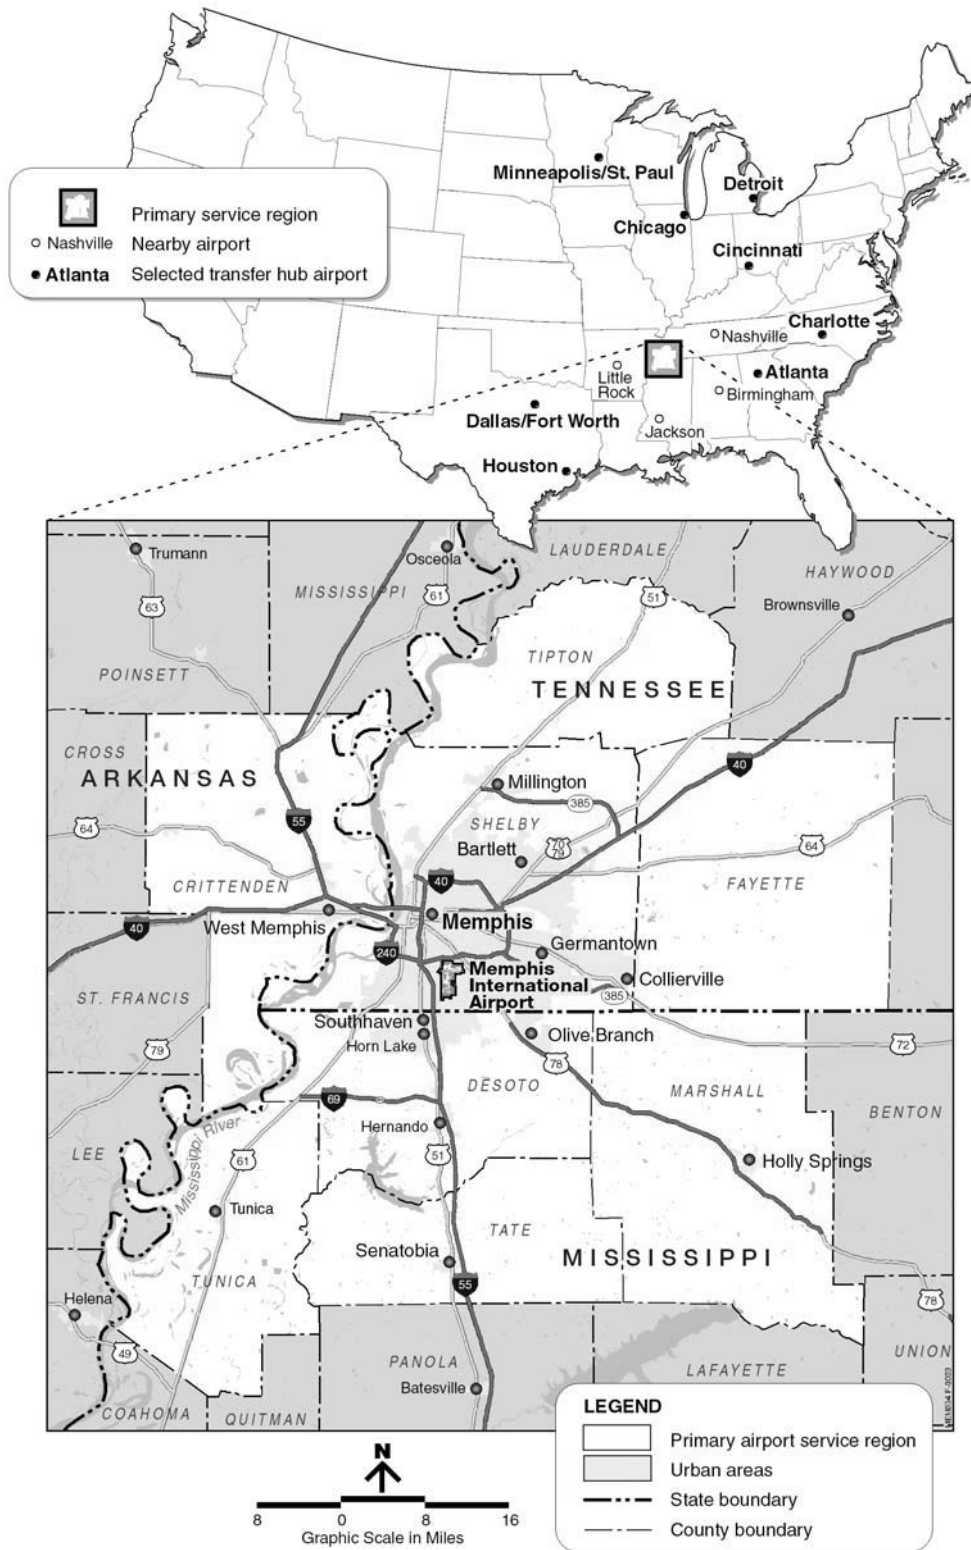 Minneapolis/St. Paul
Detroit
Chicago
Cincinnati
Primary service region
Nashville Nearby airport
Atlanta Selected transfer hub airport
Nashville
Charlotte
Little
Rock
Atlanta
Birmingham
Dallas/Fort Worth
Jackson
Houston
Trumann
Osceola
LAUDERDALE
HAYWOOD
MISSISSIPPI
61
51
63
Brownsville
POINSETT
TIPTON
TENNESSEE
CROSS
ARKANSAS
40
Millington
385
55
64
SHELBY
70
79
64
Bartlett
CRITTENDEN
40
FAYETTE
West Memphis
Memphis
40
240
Germantown
Memphis
International
Airport
Collierville
385
ST. FRANCIS
Southhaven
Horn Lake
Olive Branch
79
78
72
DESOTO
MARSHALL
69
BENTON
Hernando
LEE
Mississippi River
61
51
Holly Springs
Tunica
TATE
Senatobia
MISSISSIPPI
TUNICA
55
Helena
78
49
UNION
PANOLA
LAFAYETTE
Batesville
COAHOMA
QUITMAN
LEGEND
Primary airport service region
Urban areas
State boundary
County boundary
N
8 0 8 16
Graphic Scale in Miles